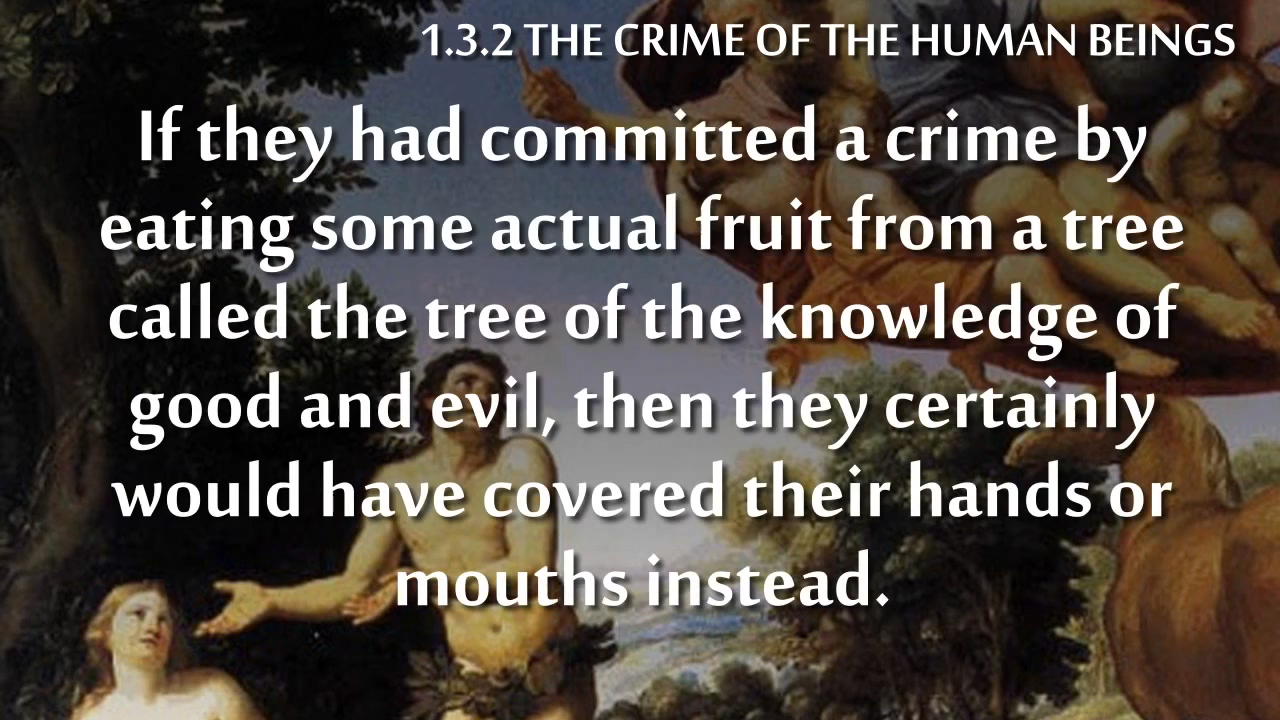 1.3.2 THE CRIME OF THE HUMAN BEINGS
If they had committed a crime by
eating some actual fruit from a tree
called the tree of the knowledge of
good and evil, then they certainly
would have covered their hands or
mouths instead.